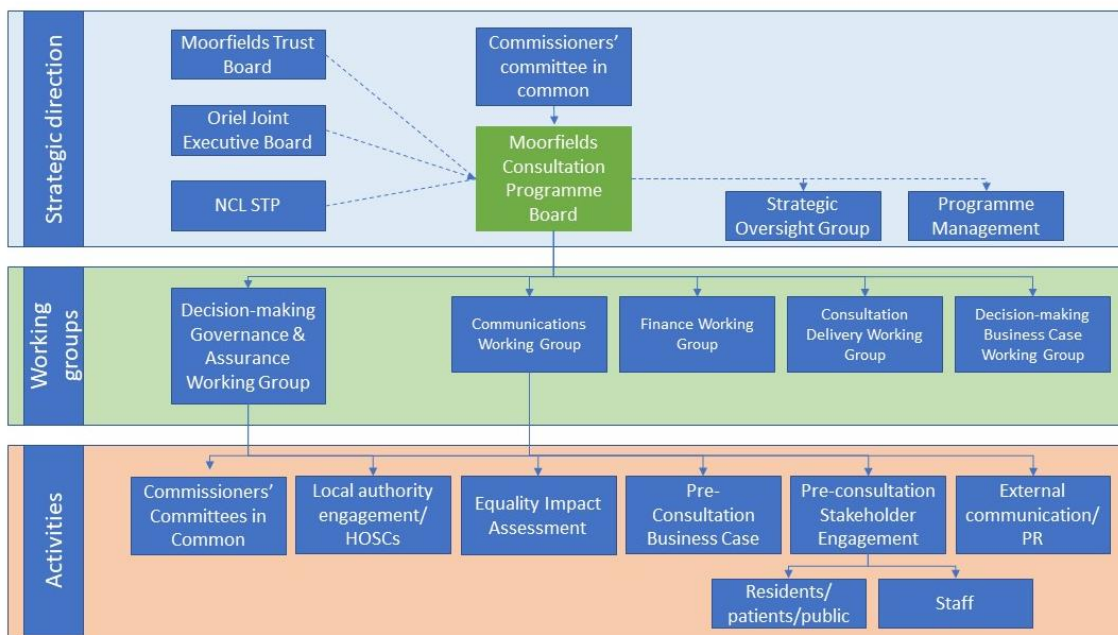 Strategic direction
Moorfields Trust
Board
Oriel Joint
Executive Board
NCL STP
Commissioners’
committee in
common
Moorfields
Consultation
Programme
Board
Strategic
Oversight Group
Programme
Management
Working
groups
Decision-making
Governance &
Assurance
Working Group
Communications
Working Group
Finance Working
Group
Consultation
Delivery Working
Group
Decision-making
Business Case
Working Group
Activities
Commissioners’
Committees in
Common
Local authority
engagement/
HOSCs
Equality Impact
Assessment
Pre-
Consultation
Business Case
Pre-consultation
Stakeholder
Engagement
External
communication/
PR
Residents/
patients/public
Staff